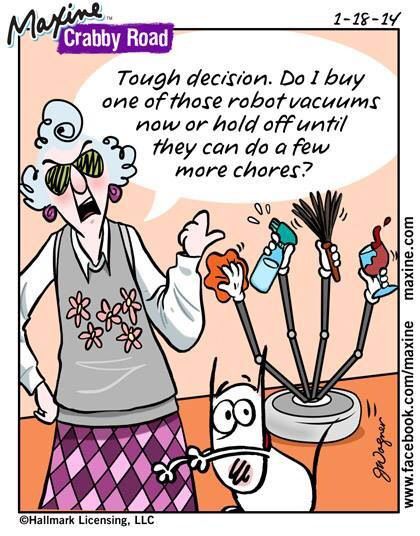 Maxine™
Crabby Road
1-18-14
Tough decision. Do I buy
one of those robot vacuums
now or hold off until
they can do a few
more chores?
www.facebook.com/maxine maxine.com
JWagner
©Hallmark Licensing, LLC